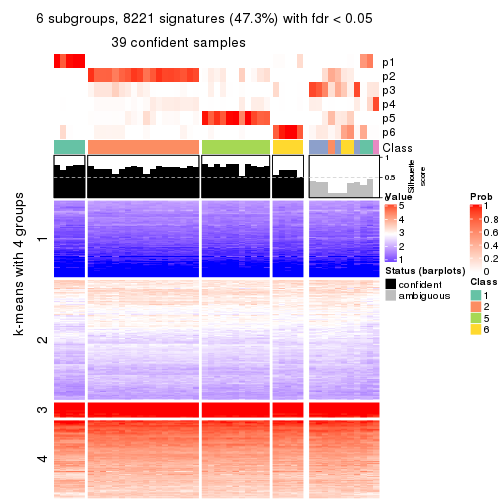 6 subgroups, 8221 signatures (47.3%) with fdr < 0.05
39 confident samples
p1
p2
p3
p4
p5
p6
Class
1
0.5
0
Silhouette
score
k-means with 4 groups
1
2
3
4
Value
5
4
3
2
1
Status (barplots)
confident
ambiguous
Prob
1
0.8
0.6
0.4
0.2
0
Class
1
2
5
6